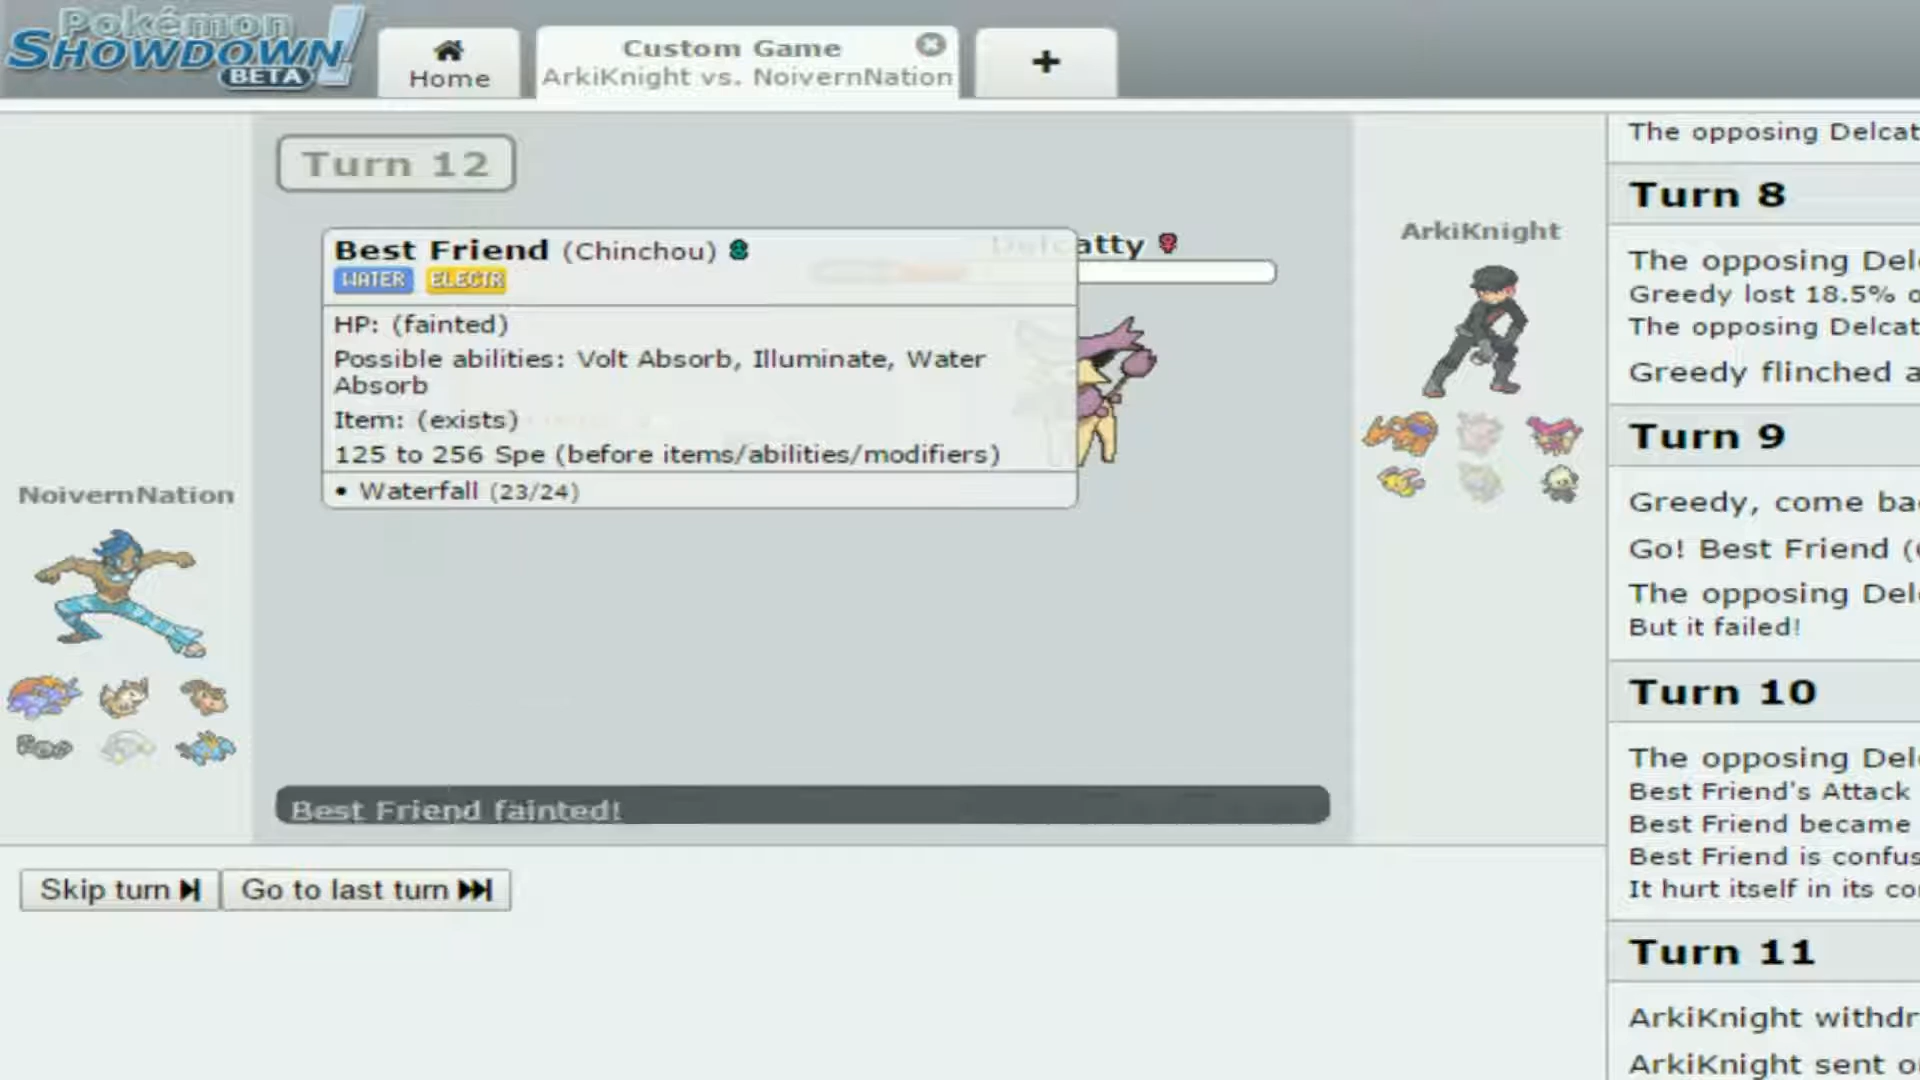 Pokémon
SHOWDOWN!
BETA
Home
Custom Game
ArkiKnight vs. NoivernNation
+
Turn 12
Best Friend (Chinchou)
WATER ELECTR
HP: (fainted)
Possible abilities: Volt Absorb, Illuminate, Water
Absorb
Item: (exists)
125 to 256 Spe (before items/abilities/modifiers)
• Waterfall (23/24)
Delcatty
NoivernNation
ArkiKnight
Best Friend fainted!
Skip turn
Go to last turn
The opposing Delcat
Turn 8
The opposing Del
Greedy lost 18.5% o
The opposing Delcat
Greedy flinched a
Turn 9
Greedy, come ba
Go! Best Friend (
The opposing Del
But it failed!
Turn 10
The opposing Del
Best Friend's Attack
Best Friend became
Best Friend is confus
It hurt itself in its co
Turn 11
ArkiKnight withdr
ArkiKnight sent o